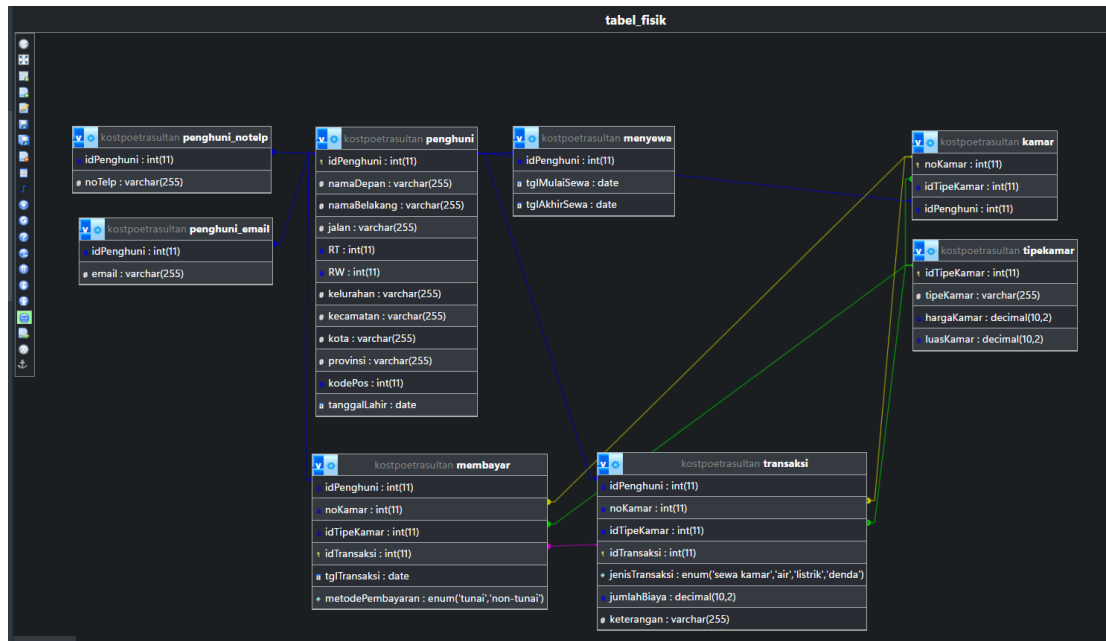 tabel_fisik
kostpoetrasultan penghuni_notelp
idPenghuni : int(11)
noTelp : varchar(255)
kostpoetrasultan penghuni_email
idPenghuni : int(11)
email : varchar(255)
kostpoetrasultan penghuni
idPenghuni : int(11)
namaDepan : varchar(255)
namaBelakang : varchar(255)
jalan : varchar(255)
RT : int(11)
RW : int(11)
kelurahan : varchar(255)
kecamatan : varchar(255)
kota : varchar(255)
provinsi : varchar(255)
kodePos : int(11)
tanggalLahir : date
kostpoetrasultan menyewa
idPenghuni : int(11)
tglMulaiSewa : date
tglAkhirSewa : date
kostpoetrasultan kamar
noKamar : int(11)
idTipeKamar : int(11)
idPenghuni : int(11)
kostpoetrasultan tipekamar
idTipeKamar : int(11)
tipeKamar : varchar(255)
hargaKamar : decimal(10,2)
luasKamar : decimal(10,2)
kostpoetrasultan membayar
idPenghuni : int(11)
noKamar : int(11)
idTipeKamar : int(11)
idTransaksi : int(11)
tglTransaksi : date
metodePembayaran : enum('tunai','non-tunai')
kostpoetrasultan transaksi
idPenghuni : int(11)
noKamar : int(11)
idTipeKamar : int(11)
idTransaksi : int(11)
jenisTransaksi : enum('sewa kamar','air','listrik','denda')
jumlahBiaya : decimal(10,2)
keterangan : varchar(255)